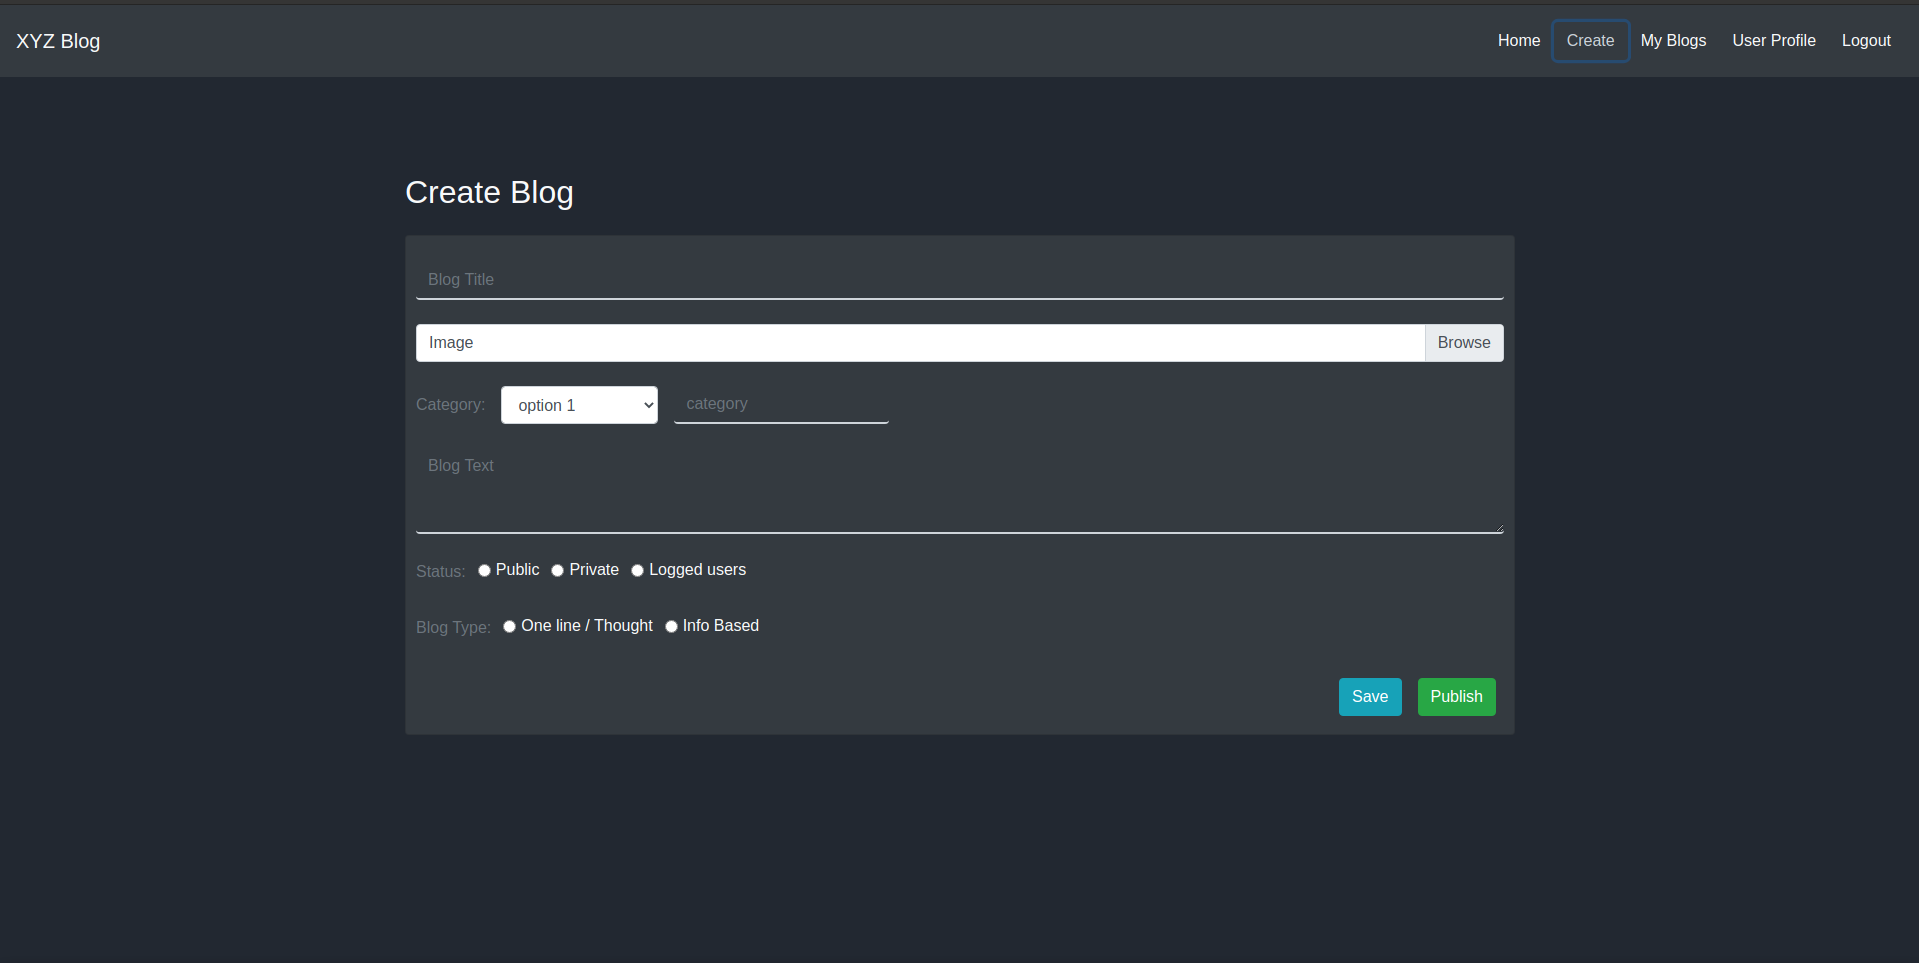 XYZ Blog Home Create My Blogs User Profile Logout
Create Blog
Blog Title
Image Browse
Category: option 1 category
Blog Text
Status: Public Private Logged users
Blog Type: One line / Thought Info Based
Save Publish